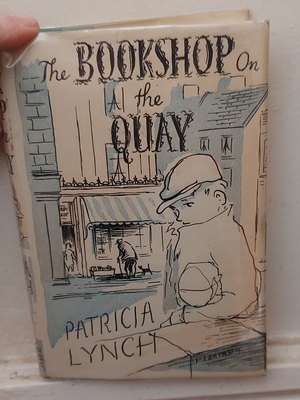 The BOOKSHOP On
the
QUAY
PATRICIA
LYNCH